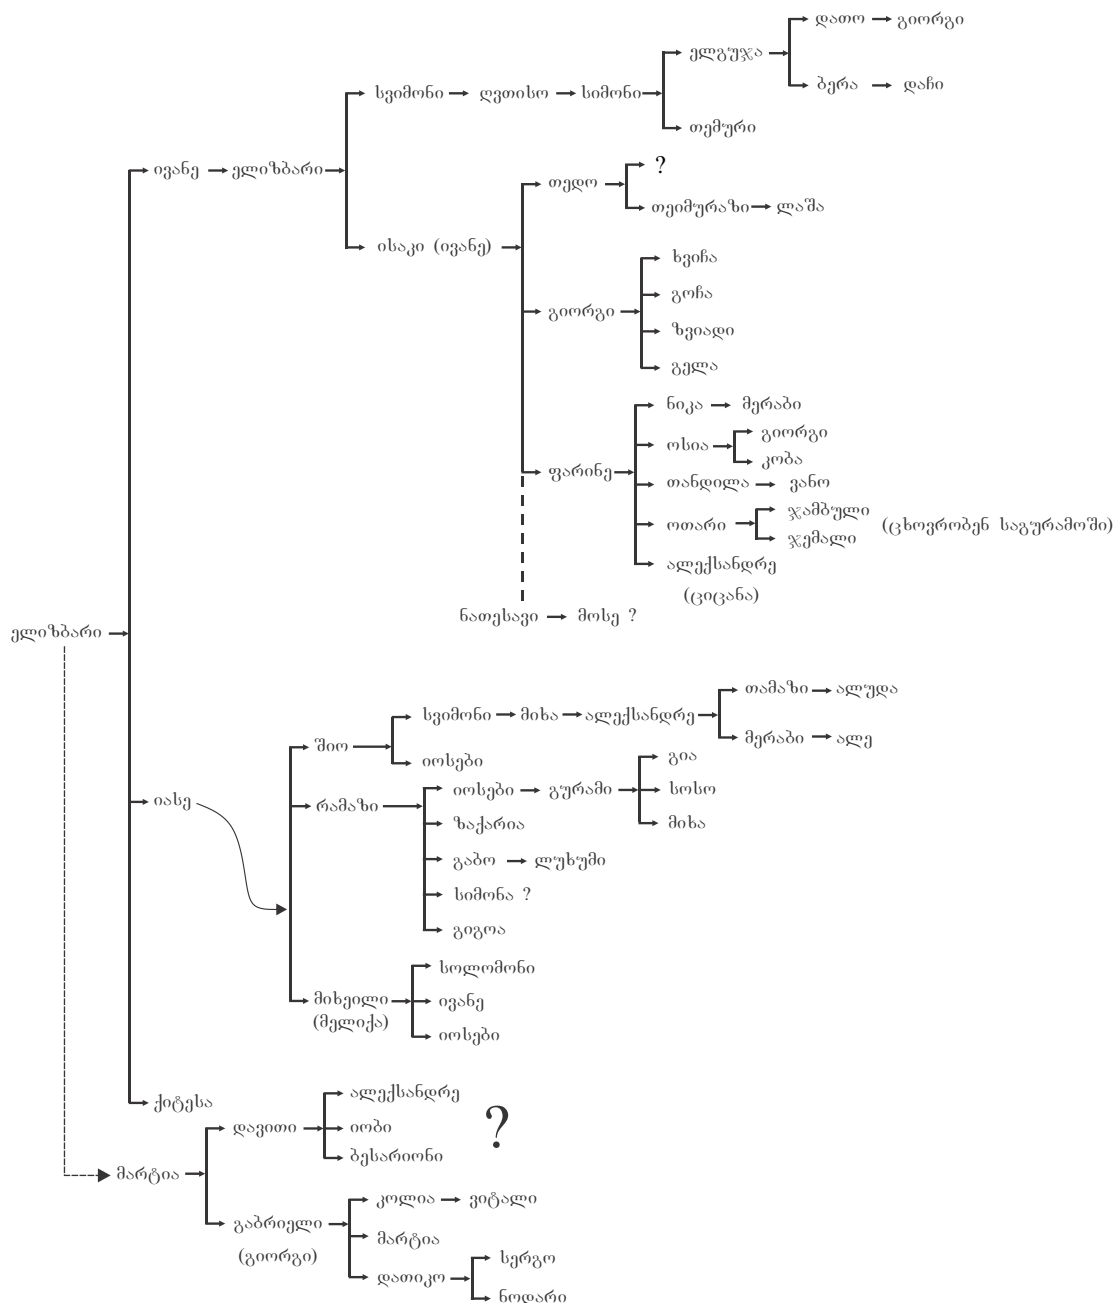 დათო გიორგი
ელგუჯა
ბერა დაჩი
სვიმონი ღვთისო სიმონი
თემური
?
ივანე ელიზბარი
თედო
თეიმურაზი ლაშა
ისაკი (ივანე)
ხვიჩა
გოჩა
გიორგი
ზვიადი
გელა
ნიკა მერაბი
გიორგი
ოსია
კობა
ფარინე
თანდილა ვანო
ჯამბული
ოთარი (ცხოვრობენ საგურამოში)
ჯემალი
ალექსანდრე
(ციცანა)
ნათესავი მოსე ?
ელიზბარი
თამაზი ალუდა
სვიმონი მიხა ალექსანდრე
მერაბი ალე
შიო
იოსები
გია
იოსები გურამი სოსო
იასე რამაზი
ზაქარია მიხა
გაბო ლუხუმი
სიმონა ?
გიგოა
სოლომონი
მიხეილი ივანე
(მელიქა)
იოსები
ალექსანდრე
ქიტესა
დავითი იობი ?
ბესარიონი
მარტია
კოლია ვიტალი
გაბრიელი
მარტია
(გიორგი)
სერგო
დათიკო
ნოდარი